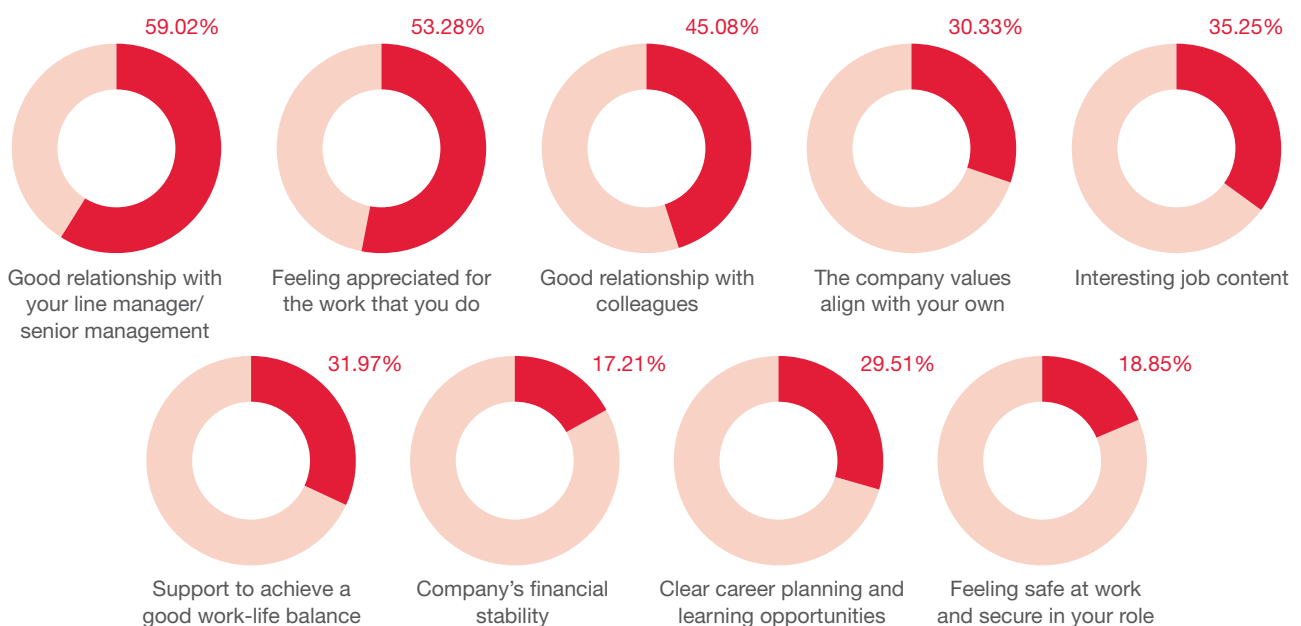 59.02%
53.28%
45.08%
30.33%
35.25%
Good relationship with
your line manager/
senior management
Feeling appreciated for
the work that you do
Good relationship with
colleagues
The company values
align with your own
Interesting job content
31.97%
17.21%
29.51%
18.85%
Support to achieve a
good work-life balance
Company’s financial
stability
Clear career planning and
learning opportunities
Feeling safe at work
and secure in your role